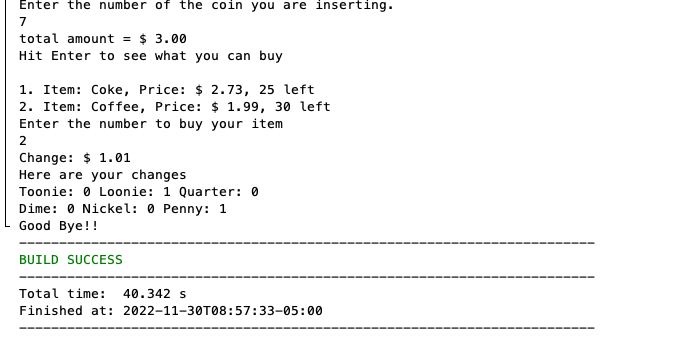 Enter the number of the coin you are inserting.
7
total amount = $ 3.00
Hit Enter to see what you can buy
1. Item: Coke, Price: $ 2.73, 25 left
2. Item: Coffee, Price: $ 1.99, 30 left
Enter the number to buy your item
2
Change: $ 1.01
Here are your changes
Toonie: 0 Loonie: 1 Quarter: 0
Dime: 0 Nickel: 0 Penny: 1
Good Bye!!
------------------------------------------------------------------------
BUILD SUCCESS
------------------------------------------------------------------------
Total time:  40.342 s
Finished at: 2022-11-30T08:57:33-05:00
------------------------------------------------------------------------